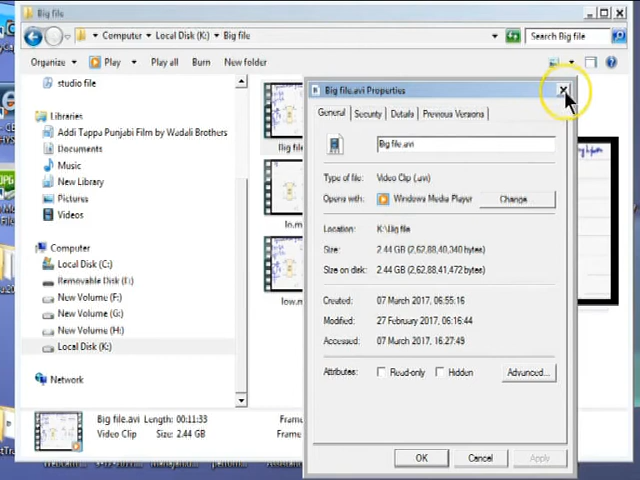 Big file
Computer
Local Disk (K:)
Big file
Search Big file
Organize
Play
Play all
Burn
New folder
studio file
Libraries
Addi Tappa Punjabi Film by Wadali Brothers
Documents
Music
New Library
Pictures
Videos
Computer
Local Disk (C:)
Removable Disk (I:)
New Volume (F:)
New Volume (G:)
New Volume (H:)
Local Disk (K:)
Network
Big file
lo.m
low.m
Big file.avi Properties
General
Security
Details
Previous Versions
Big file.avi
Type of file: Video Clip (.avi)
Opens with: Windows Media Player
Change
Location: K:\Big file
Size: 2.44 GB (2,62,88,40,340 bytes)
Size on disk: 2.44 GB (2,62,88,41,472 bytes)
Created: 07 March 2017, 06:55:16
Modified: 27 February 2017, 06:16:44
Accessed: 07 March 2017, 16:27:49
Attributes: Read-only Hidden
Advanced...
OK
Cancel
Apply
Big file.avi Length: 00:11:33
Frame
Video Clip Size: 2.44 GB
Frame